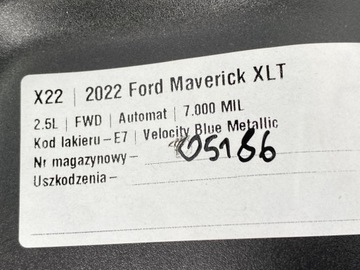 X22 | 2022 Ford Maverick XLT
2.5L | FWD | Automat | 7.000 MIL
Kod lakieru – E7 | Velocity Blue Metallic
Nr magazynowy – 05186
Uszkodzenia –